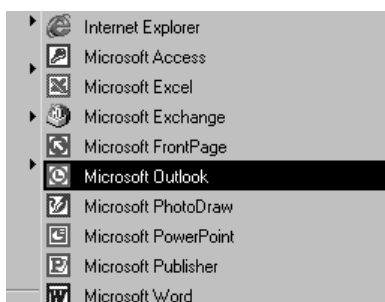 Internet Explorer
Microsoft Access
Microsoft Excel
Microsoft Exchange
Microsoft FrontPage
Microsoft Outlook
Microsoft PhotoDraw
Microsoft PowerPoint
Microsoft Publisher
Microsoft Word